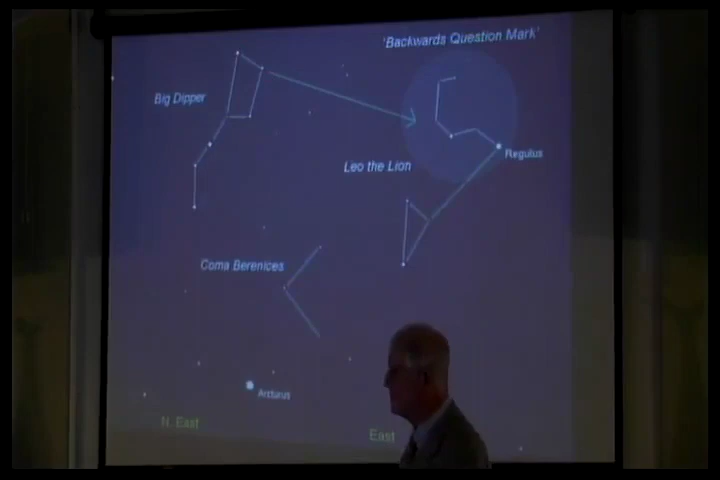 'Backwards Question Mark'
Big Dipper
Regulus
Leo the Lion
Coma Berenices
Arcturus
N. East
East